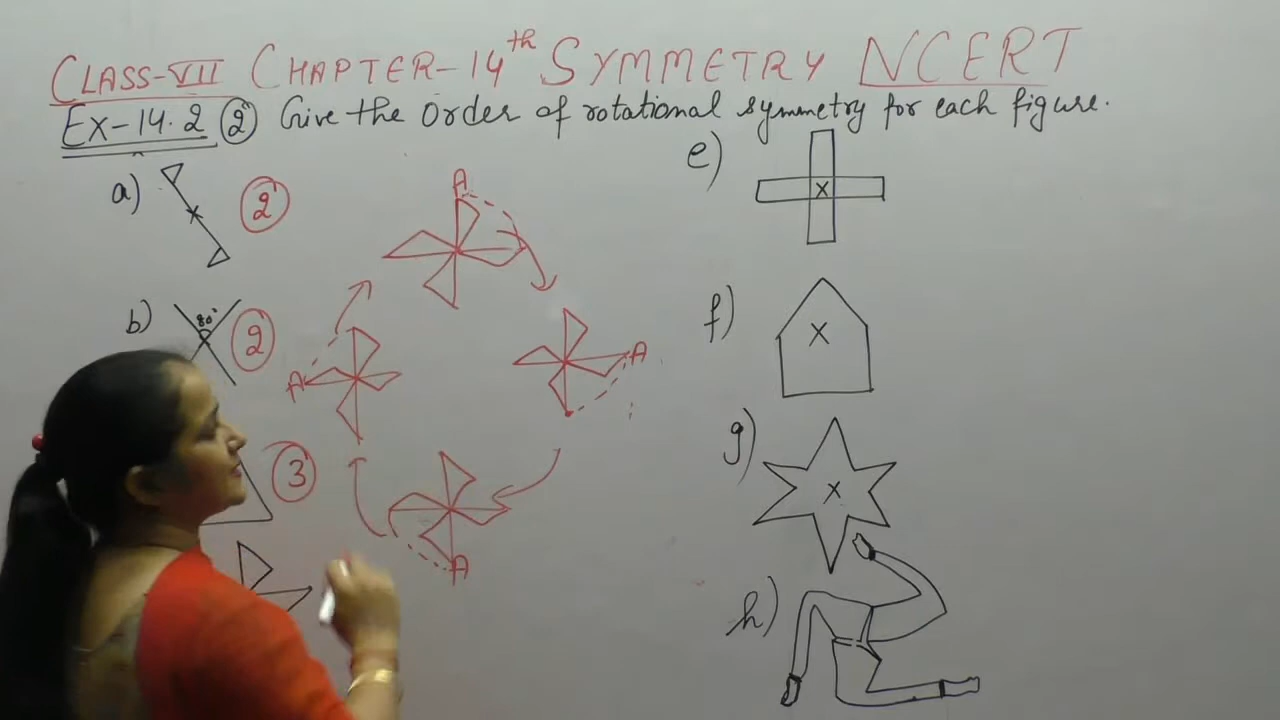 CLASS-VII CHAPTER-14th SYMMETRY NCERT
EX-14.2 (2) Give the Order of rotational symmetry for each figure.
a) 2
b) 80° 2
3
A
A
A
A
e) X
f) X
g) X
h)